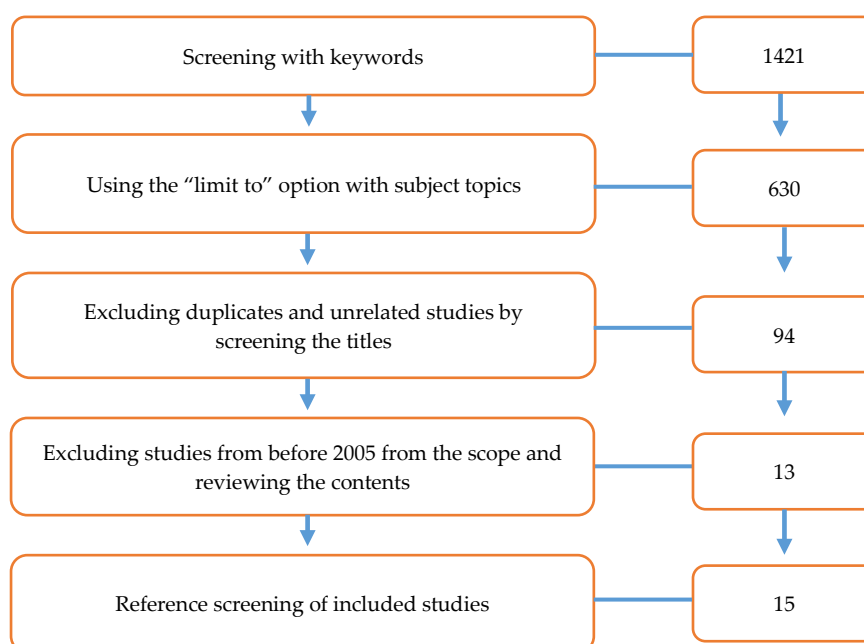 Screening with keywords
1421
Using the “limit to” option with subject topics
630
Excluding duplicates and unrelated studies by
screening the titles
94
Excluding studies from before 2005 from the scope and
reviewing the contents
13
Reference screening of included studies
15